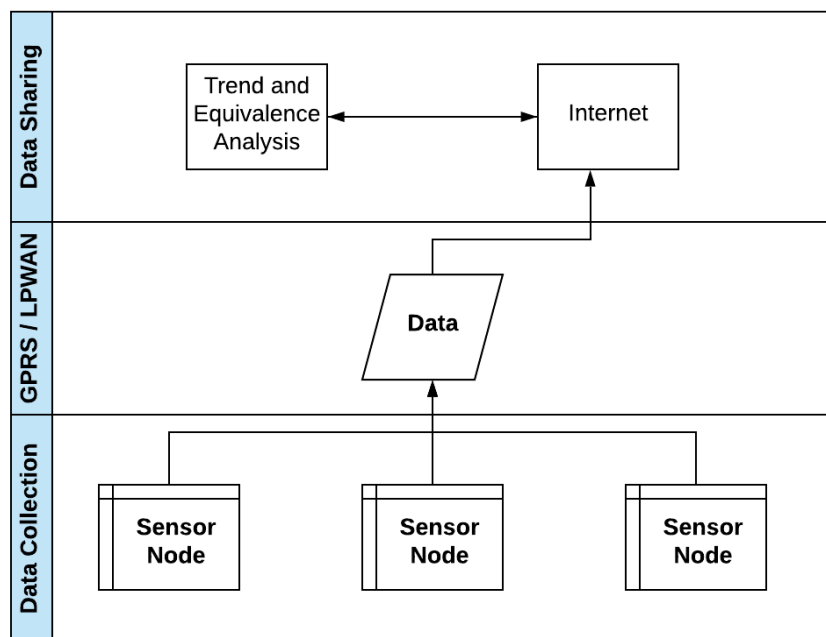 Data Sharing
Trend and
Equivalence
Analysis
Internet
GPRS / LPWAN
Data
Data Collection
Sensor
Node
Sensor
Node
Sensor
Node